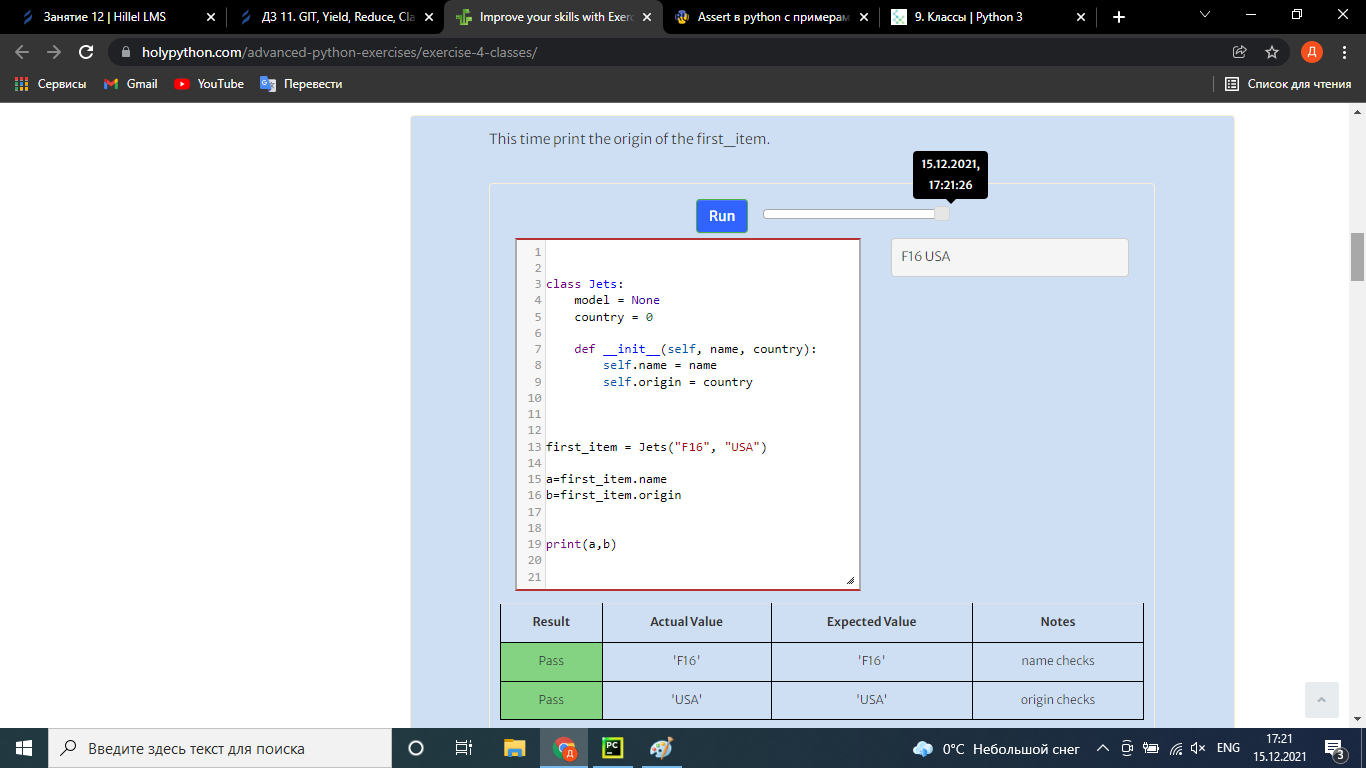 Занятие 12 | Hillel LMS
ДЗ 11. GIT, Yield, Reduce, Cla
Improve your skills with Exerc
Assert в python с примерам
9. Классы | Python 3
holypython.com/advanced-python-exercises/exercise-4-classes/
Д
Сервисы
Gmail
YouTube
Перевести
Список для чтения
This time print the origin of the first_item.
15.12.2021,
17:21:26
Run
F16 USA
1
2
3 class Jets:
4 model = None
5 country = 0
6
7 def __init__(self, name, country):
8 self.name = name
9 self.origin = country
10
11
12
13 first_item = Jets("F16", "USA")
14
15 a=first_item.name
16 b=first_item.origin
17
18
19 print(a,b)
20
21
Result Actual Value Expected Value Notes
Pass 'F16' 'F16' name checks
Pass 'USA' 'USA' origin checks
Введите здесь текст для поиска
Д
PC
0°C Небольшой снег
ENG
17:21
15.12.2021
3